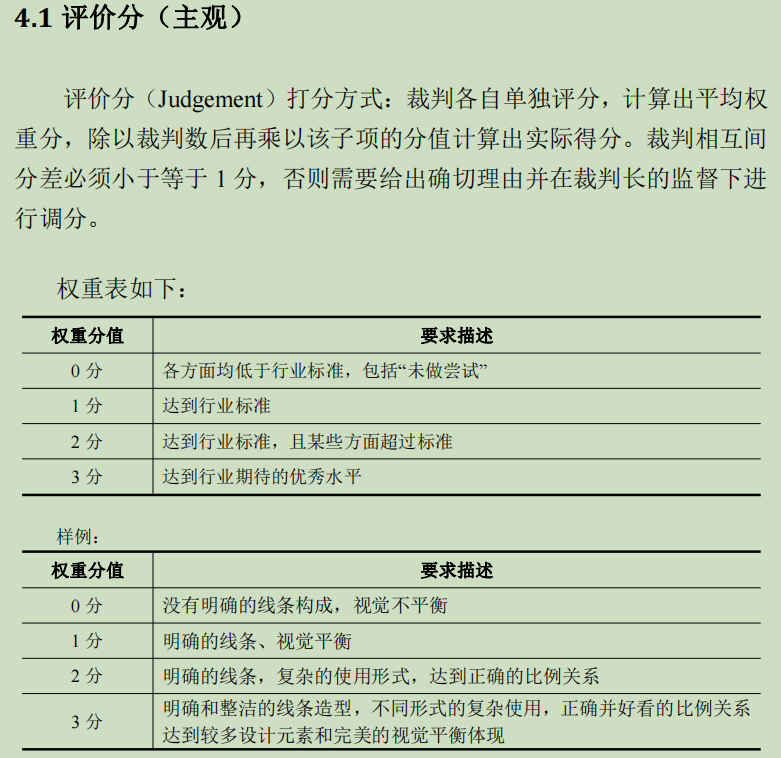 4.1 评价分（主观）
评价分（Judgement）打分方式：裁判各自单独评分，计算出平均权
重分，除以裁判数后再乘以该子项的分值计算出实际得分。裁判相互间
分差必须小于等于 1 分，否则需要给出确切理由并在裁判长的监督下进
行调分。
权重表如下：
权重分值 要求描述
0 分 各方面均低于行业标准，包括“未做尝试”
1 分 达到行业标准
2 分 达到行业标准，且某些方面超过标准
3 分 达到行业期待的优秀水平
样例：
权重分值 要求描述
0 分 没有明确的线条构成，视觉不平衡
1 分 明确的线条、视觉平衡
2 分 明确的线条，复杂的使用形式，达到正确的比例关系
3 分 明确和整洁的线条造型，不同形式的复杂使用，正确并好看的比例关系
达到较多设计元素和完美的视觉平衡体现